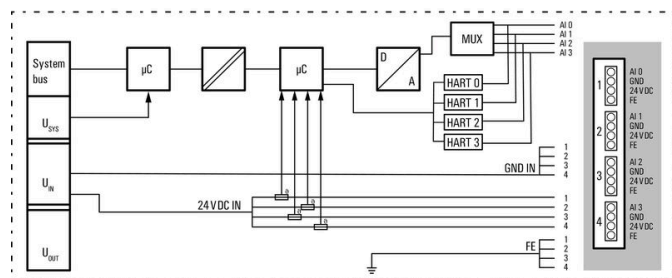 System
bus
U SYS
U IN
U OUT
µC
µC
D
A
MUX
AI 0
AI 1
AI 2
AI 3
HART 0
HART 1
HART 2
HART 3
GND IN
1
2
3
4
24 V DC IN
1
2
3
4
FE
1
2
3
4
1
AI 0
GND
24 V DC
FE
2
AI 1
GND
24 V DC
FE
3
AI 2
GND
24 V DC
FE
4
AI 3
GND
24 V DC
FE